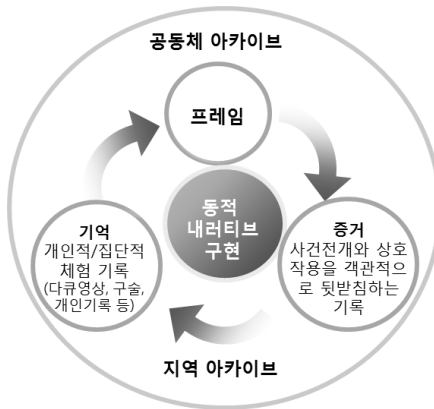 공동체 아카이브
프레임
동적
내러티브
구현
기억
개인적/집단적
체험 기록
(다큐영상, 구술,
개인기록 등)
증거
사건전개와 상호
작용을 객관적으
로 뒷받침하는
기록
지역 아카이브